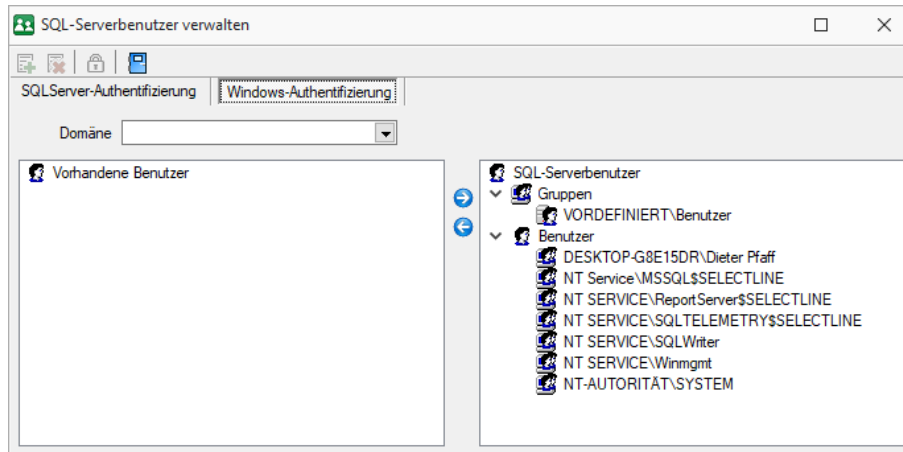 SQL-Serverbenutzer verwalten
SQLServer-Authentifizierung
Windows-Authentifizierung
Domäne
Vorhandene Benutzer
SQL-Serverbenutzer
Gruppen
VORDEFINIERT\Benutzer
Benutzer
DESKTOP-G8E15DR\Dieter Pfaff
NT Service\MSSQL$SELECTLINE
NT SERVICE\ReportServer$SELECTLINE
NT SERVICE\SQLTELEMETRY$SELECTLINE
NT SERVICE\SQLWriter
NT SERVICE\Winmgmt
NT-AUTORITÄT\SYSTEM